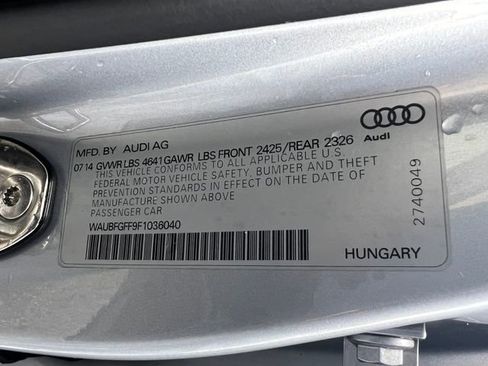 MFD. BY AUDI AG
Audi
07 14 GVWR LBS 4641 GAWR LBS FRONT 2425/REAR 2326
THIS VEHICLE CONFORMS TO ALL APPLICABLE U.S.
FEDERAL MOTOR VEHICLE SAFETY, BUMPER AND THEFT
PREVENTION STANDARDS IN EFFECT ON THE DATE OF
MANUFACTURE SHOWN ABOVE
PASSENGER CAR
WAUBFGFF9F1036040
2740049
HUNGARY